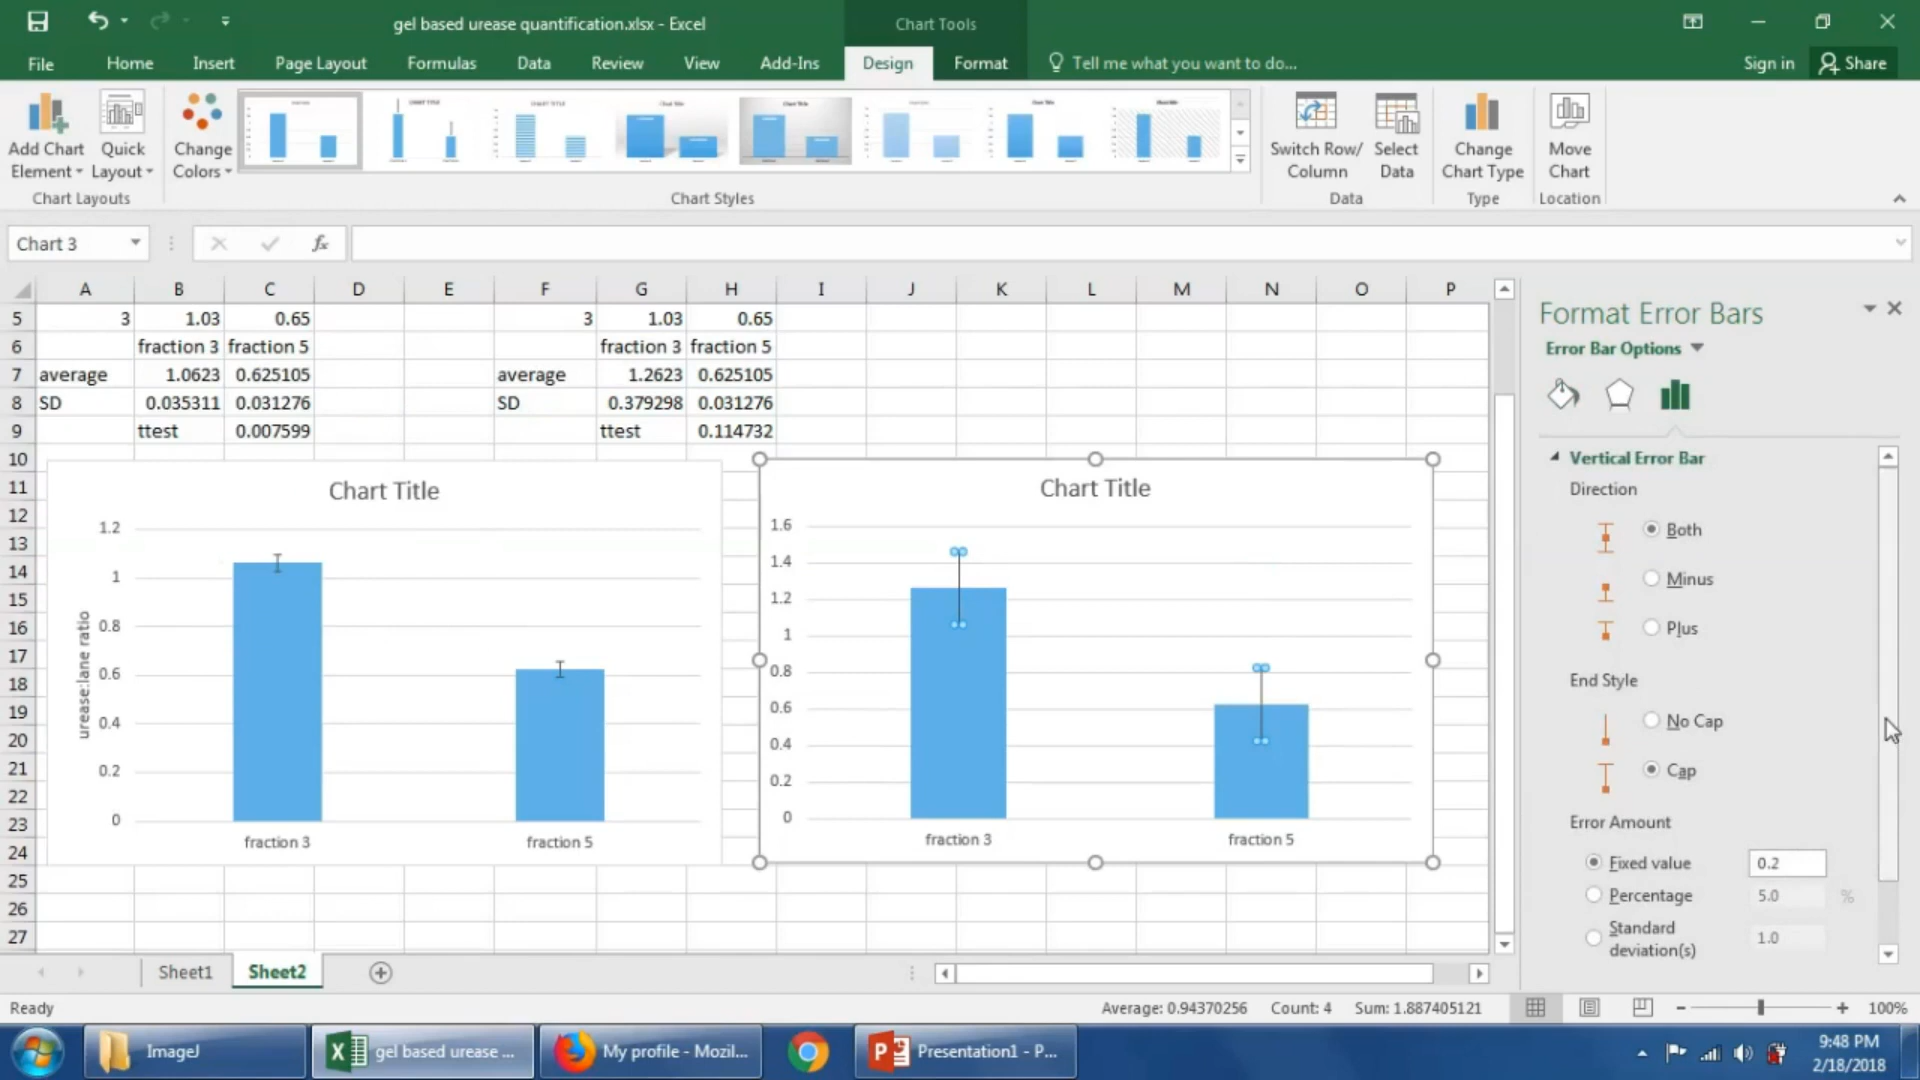 gel based urease quantification.xlsx - Excel
Chart Tools
File
Home
Insert
Page Layout
Formulas
Data
Review
View
Add-Ins
Design
Format
Tell me what you want to do...
Sign in
Share
Add Chart
Element
Quick
Layout
Change
Colors
Switch Row/
Column
Select
Data
Change
Chart Type
Move
Chart
Chart Layouts
Chart Styles
Data
Type
Location
Chart 3
fx
A B C D E F G H I J K L M N O P
5 3 1.03 0.65 3 1.03 0.65
6 fraction 3 fraction 5 fraction 3 fraction 5
7 average 1.0623 0.625105 average 1.2623 0.625105
8 SD 0.035311 0.031276 SD 0.379298 0.031276
9 ttest 0.007599 ttest 0.114732
10
11
12
13
14
15
16
17
18
19
20
21
22
23
24
25
26
27
Chart Title
1.2
1
0.8
0.6
0.4
0.2
0
urease:lane ratio
fraction 3 fraction 5
Chart Title
1.6
1.4
1.2
1
0.8
0.6
0.4
0.2
0
fraction 3 fraction 5
Format Error Bars
Error Bar Options
Vertical Error Bar
Direction
Both
Minus
Plus
End Style
No Cap
Cap
Error Amount
Fixed value 0.2
Percentage 5.0 %
Standard
deviation(s) 1.0
Sheet1
Sheet2
Ready
Average: 0.94370256 Count: 4 Sum: 1.887405121
100%
ImageJ
gel based urease ...
My profile - Mozil...
Presentation1 - P...
9:48 PM
2/18/2018